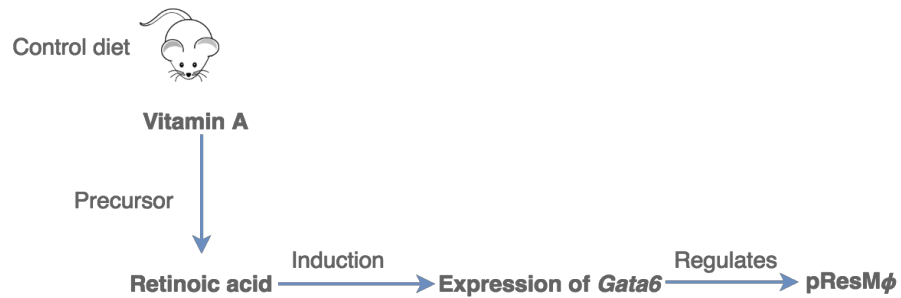 Control diet
Vitamin A
Precursor
Retinoic acid
Induction
Expression of Gata6
Regulates
pResMϕ